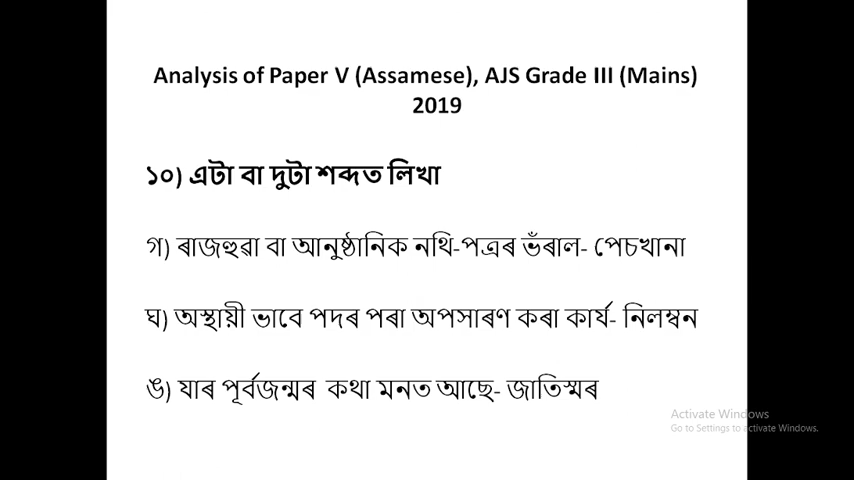 Analysis of Paper V (Assamese), AJS Grade III (Mains)
2019
১০) এটা বা দুটা শব্দত লিখা
গ) ৰাজহুৱা বা আনুষ্ঠানিক নথি-পত্ৰৰ ভঁৰাল- পেচখানা
ঘ) অস্থায়ী ভাবে পদৰ পৰা অপসাৰণ কৰা কাৰ্য- নিলম্বন
ঙ) যাৰ পূৰ্বজন্মৰ কথা মনত আছে- জাতিস্মৰ
Activate Windows
Go to Settings to activate Windows.